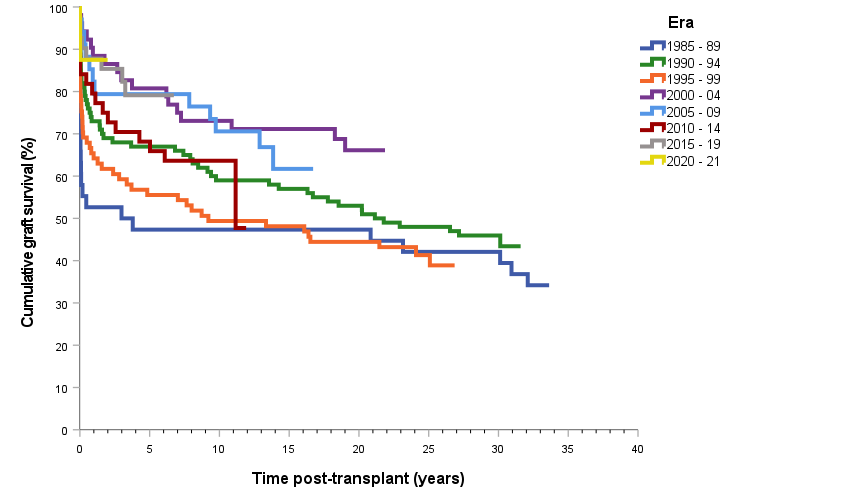 Era
1985 - 89
1990 - 94
1995 - 99
2000 - 04
2005 - 09
2010 - 14
2015 - 19
2020 - 21
Cumulative graft survival (%)
100
90
80
70
60
50
40
30
20
10
0
0 5 10 15 20 25 30 35 40
Time post-transplant (years)